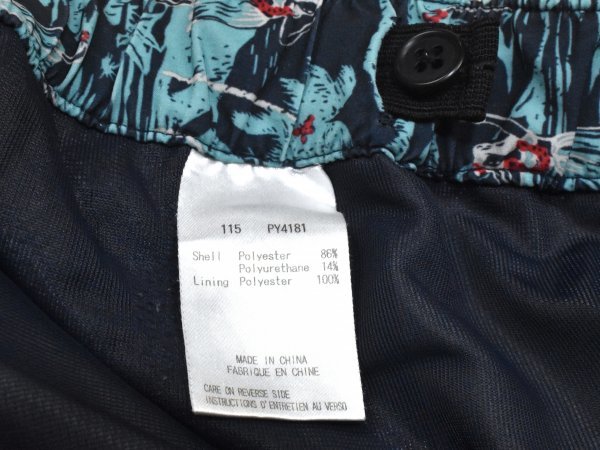 115 PY4181
Shell Polyester 86%
Polyurethane 14%
Lining Polyester 100%
MADE IN CHINA
FABRIQUÉ EN CHINE
CARE ON REVERSE SIDE
INSTRUCTIONS D'ENTRETIEN AU VERSO